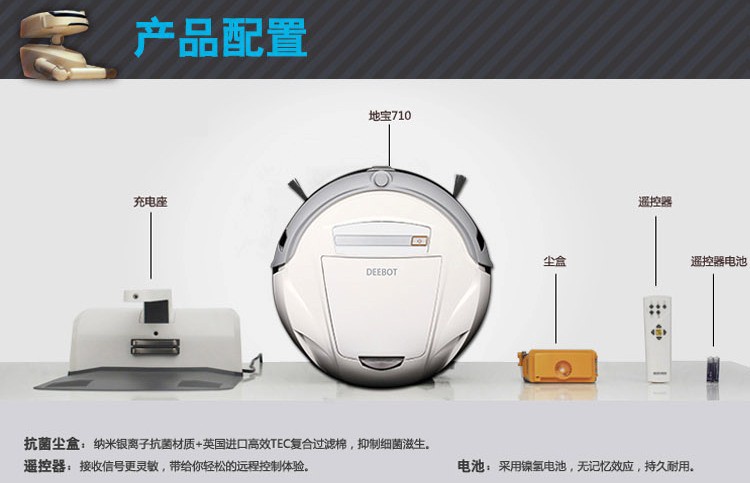 产品配置
地宝710
充电座
遥控器
尘盒
遥控器电池
DEEBOT
抗菌尘盒：纳米银离子抗菌材质+英国进口高效TEC复合过滤棉，抑制细菌滋生。
遥控器：接收信号更灵敏，带给你轻松的远程控制体验。
电池：采用镍氢电池，无记忆效应，持久耐用。